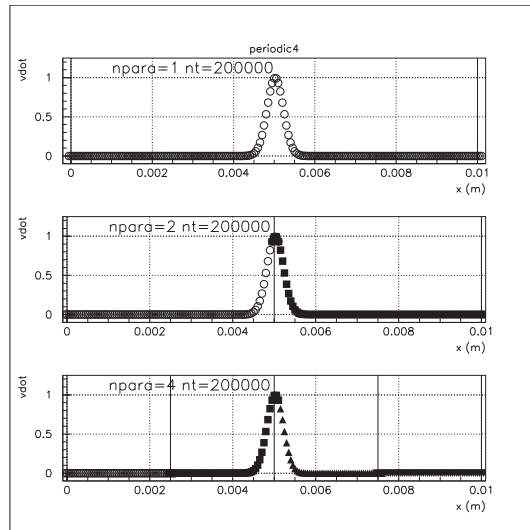 periodic4
npara=1 nt=200000
vdot
1
0.5
0
0 0.002 0.004 0.006 0.008 0.01
x (m)
npara=2 nt=200000
vdot
1
0.5
0
0 0.002 0.004 0.006 0.008 0.01
x (m)
npara=4 nt=200000
vdot
1
0.5
0
0 0.002 0.004 0.006 0.008 0.01
x (m)